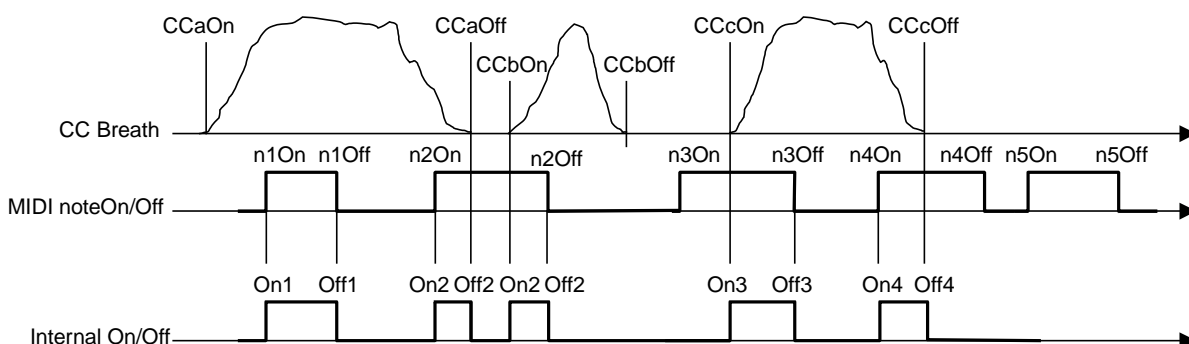 CCaOn CCaOff CCcOn CCcOff
CCbOn CCbOff
CC Breath
n1On n1Off n2On n2Off n3On n3Off n4On n4Off n5On n5Off
MIDI noteOn/Off
On1 Off1 On2 Off2 On2 Off2 On3 Off3 On4 Off4
Internal On/Off